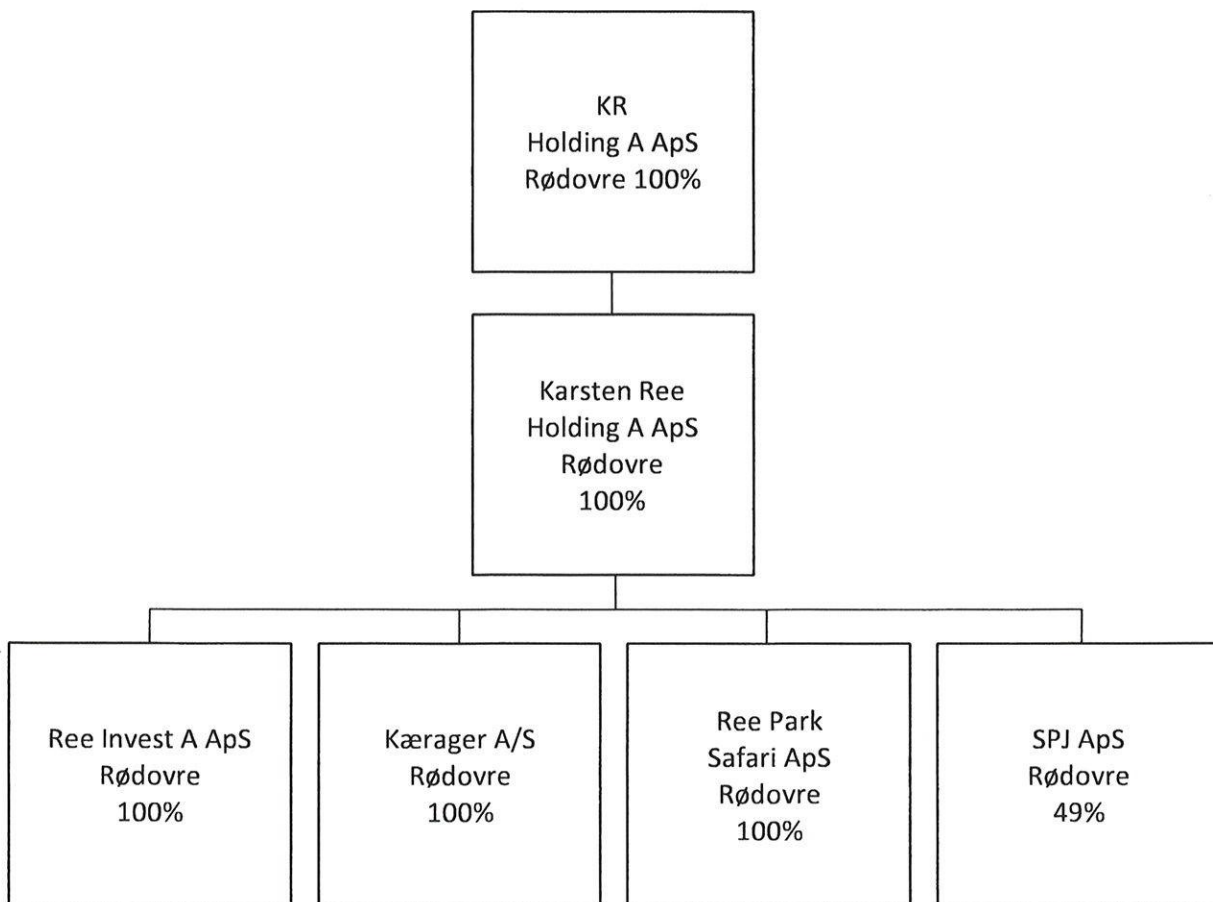 KR
Holding A ApS
Rødovre 100%
Karsten Ree
Holding A ApS
Rødovre
100%
Ree Invest A ApS
Rødovre
100%
Kærager A/S
Rødovre
100%
Ree Park
Safari ApS
Rødovre
100%
SPJ ApS
Rødovre
49%